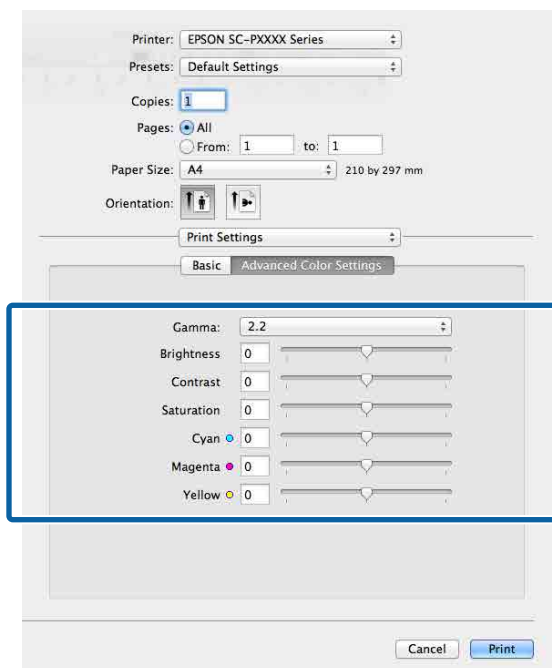 Printer: EPSON SC-PXXXX Series
Presets: Default Settings
Copies: 1
Pages: All
From: 1 to: 1
Paper Size: A4 210 by 297 mm
Orientation:
Print Settings
Basic Advanced Color Settings
Gamma: 2.2
Brightness 0
Contrast 0
Saturation 0
Cyan 0
Magenta 0
Yellow 0
Cancel Print